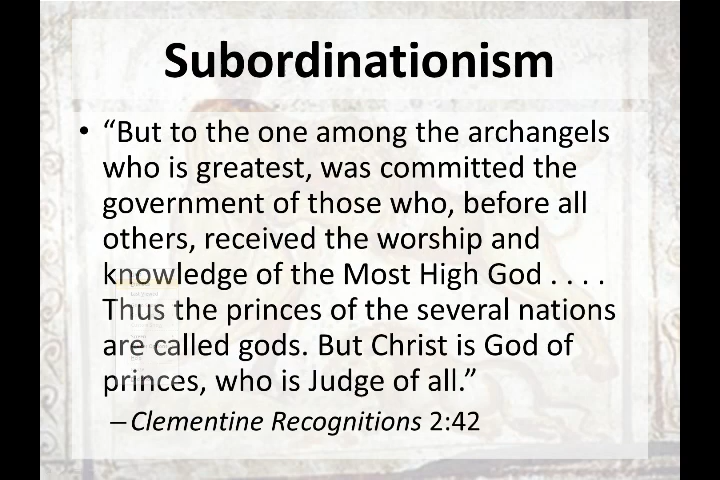 Subordinationism
• “But to the one among the archangels
who is greatest, was committed the
government of those who, before all
others, received the worship and
knowledge of the Most High God . . . .
Thus the princes of the several nations
are called gods. But Christ is God of
princes, who is Judge of all.”
–Clementine Recognitions 2:42